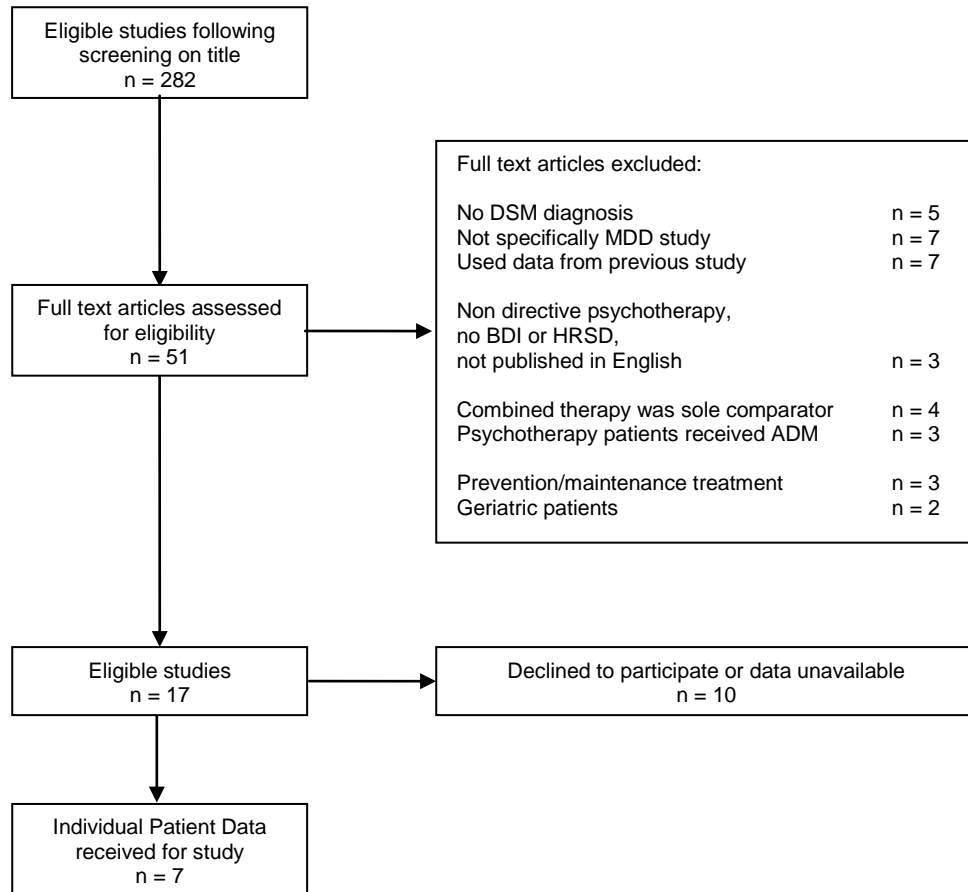 Eligible studies following
screening on title
n = 282
Full text articles excluded:
No DSM diagnosis n = 5
Not specifically MDD study n = 7
Used data from previous study n = 7
Non directive psychotherapy,
no BDI or HRSD,
not published in English n = 3
Combined therapy was sole comparator n = 4
Psychotherapy patients received ADM n = 3
Prevention/maintenance treatment n = 3
Geriatric patients n = 2
Full text articles assessed
for eligibility
n = 51
Eligible studies
n = 17
Declined to participate or data unavailable
n = 10
Individual Patient Data
received for study
n = 7